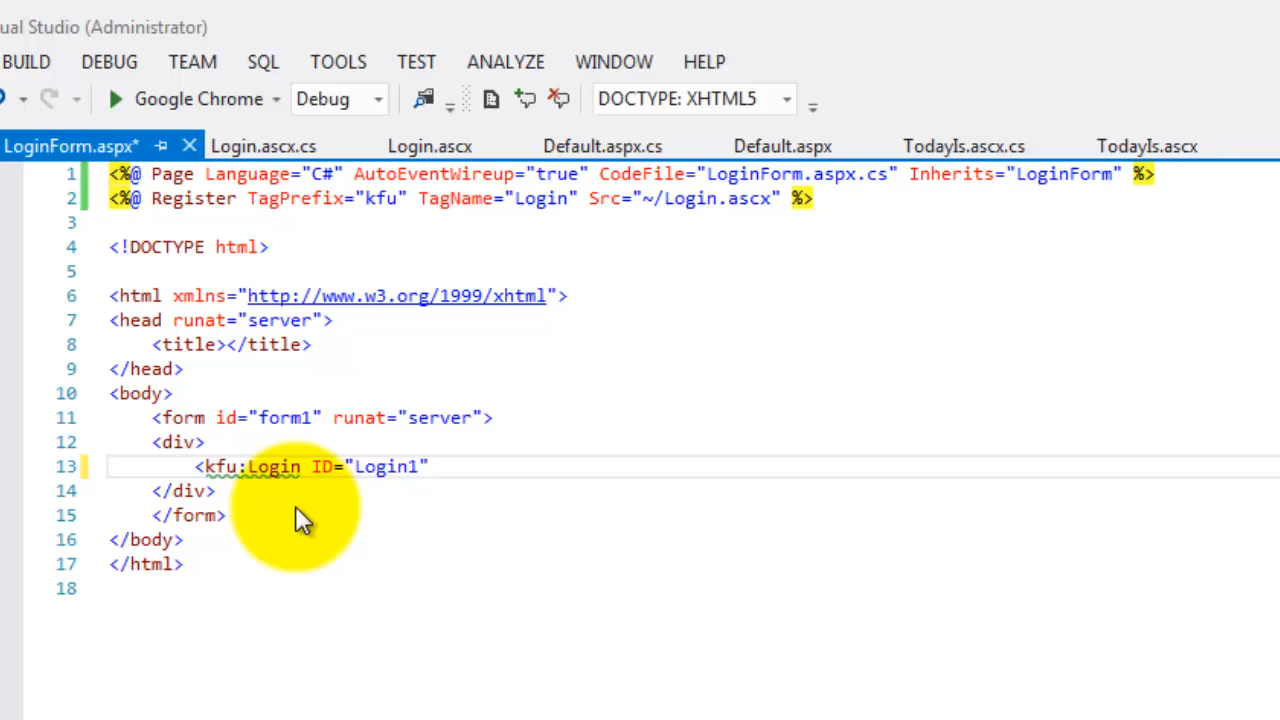 ual Studio (Administrator)
BUILD DEBUG TEAM SQL TOOLS TEST ANALYZE WINDOW HELP
Google Chrome Debug DOCTYPE: XHTML5
LoginForm.aspx* Login.ascx.cs Login.ascx Default.aspx.cs Default.aspx TodayIs.ascx.cs TodayIs.ascx
1 <%@ Page Language="C#" AutoEventWireup="true" CodeFile="LoginForm.aspx.cs" Inherits="LoginForm" %>
2 <%@ Register TagPrefix="kfu" TagName="Login" Src="~/Login.ascx" %>
3
4 <!DOCTYPE html>
5
6 <html xmlns="http://www.w3.org/1999/xhtml">
7 <head runat="server">
8 <title></title>
9 </head>
10 <body>
11 <form id="form1" runat="server">
12 <div>
13 <kfu:Login ID="Login1"
14 </div>
15 </form>
16 </body>
17 </html>
18